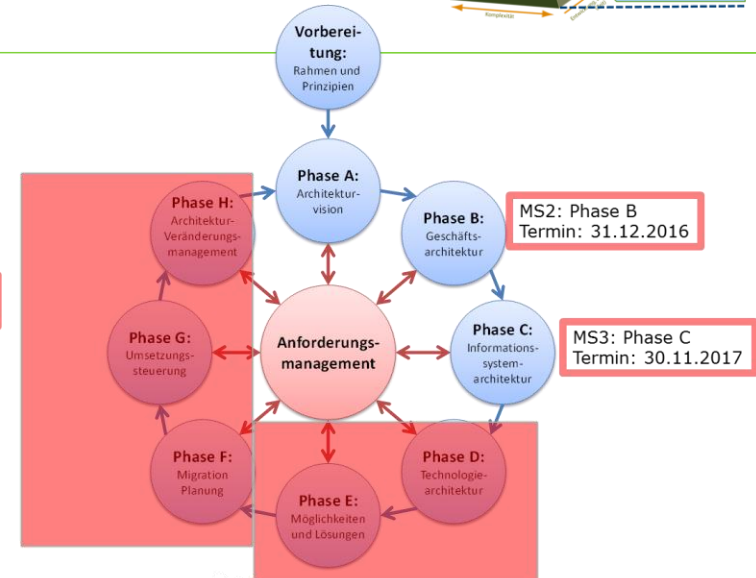 Komplexität
Vorberei-
tung:
Rahmen und
Prinzipien
Phase A:
Architektur-
vision
Phase H:
Architektur-
Veränderungs-
management
Phase B:
Geschäfts-
architektur
MS2: Phase B
Termin: 31.12.2016
Phase G:
Umsetzungs-
steuerung
Anforderungs-
management
Phase C:
Informations-
system-
architektur
MS3: Phase C
Termin: 30.11.2017
Phase F:
Migration
Planung
Phase E:
Möglichkeiten
und Lösungen
Phase D:
Technologie-
architektur